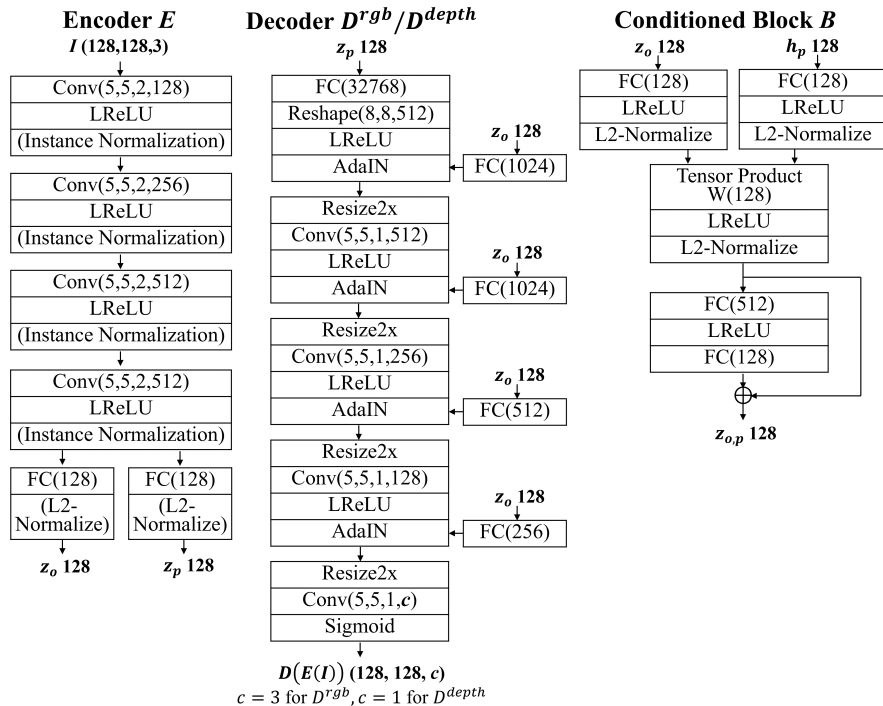 Encoder E
I (128,128,3)
Conv(5,5,2,128)
LReLU
(Instance Normalization)
Conv(5,5,2,256)
LReLU
(Instance Normalization)
Conv(5,5,2,512)
LReLU
(Instance Normalization)
Conv(5,5,2,512)
LReLU
(Instance Normalization)
FC(128)
(L2-
Normalize)
z_o 128
FC(128)
(L2-
Normalize)
z_p 128
Decoder D^rgb/D^depth
z_p 128
FC(32768)
Reshape(8,8,512)
LReLU
AdaIN
z_o 128
FC(1024)
Resize2x
Conv(5,5,1,512)
LReLU
AdaIN
z_o 128
FC(1024)
Resize2x
Conv(5,5,1,256)
LReLU
AdaIN
z_o 128
FC(512)
Resize2x
Conv(5,5,1,128)
LReLU
AdaIN
z_o 128
FC(256)
Resize2x
Conv(5,5,1,c)
Sigmoid
D(E(I)) (128, 128, c)
c = 3 for D^rgb, c = 1 for D^depth
Conditioned Block B
z_o 128
FC(128)
LReLU
L2-Normalize
h_p 128
FC(128)
LReLU
L2-Normalize
Tensor Product
W(128)
LReLU
L2-Normalize
FC(512)
LReLU
FC(128)
z_o,p 128